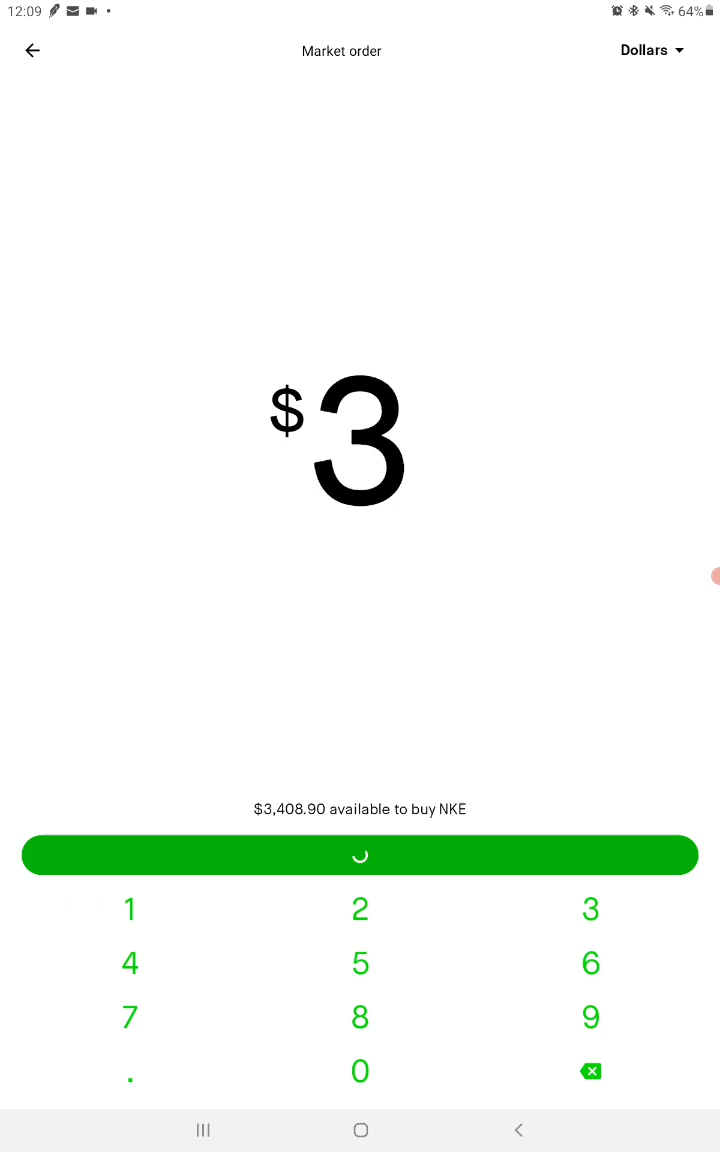 12:09
64%
Market order
Dollars
$3
$3,408.90 available to buy NKE
1 2 3
4 5 6
7 8 9
. 0